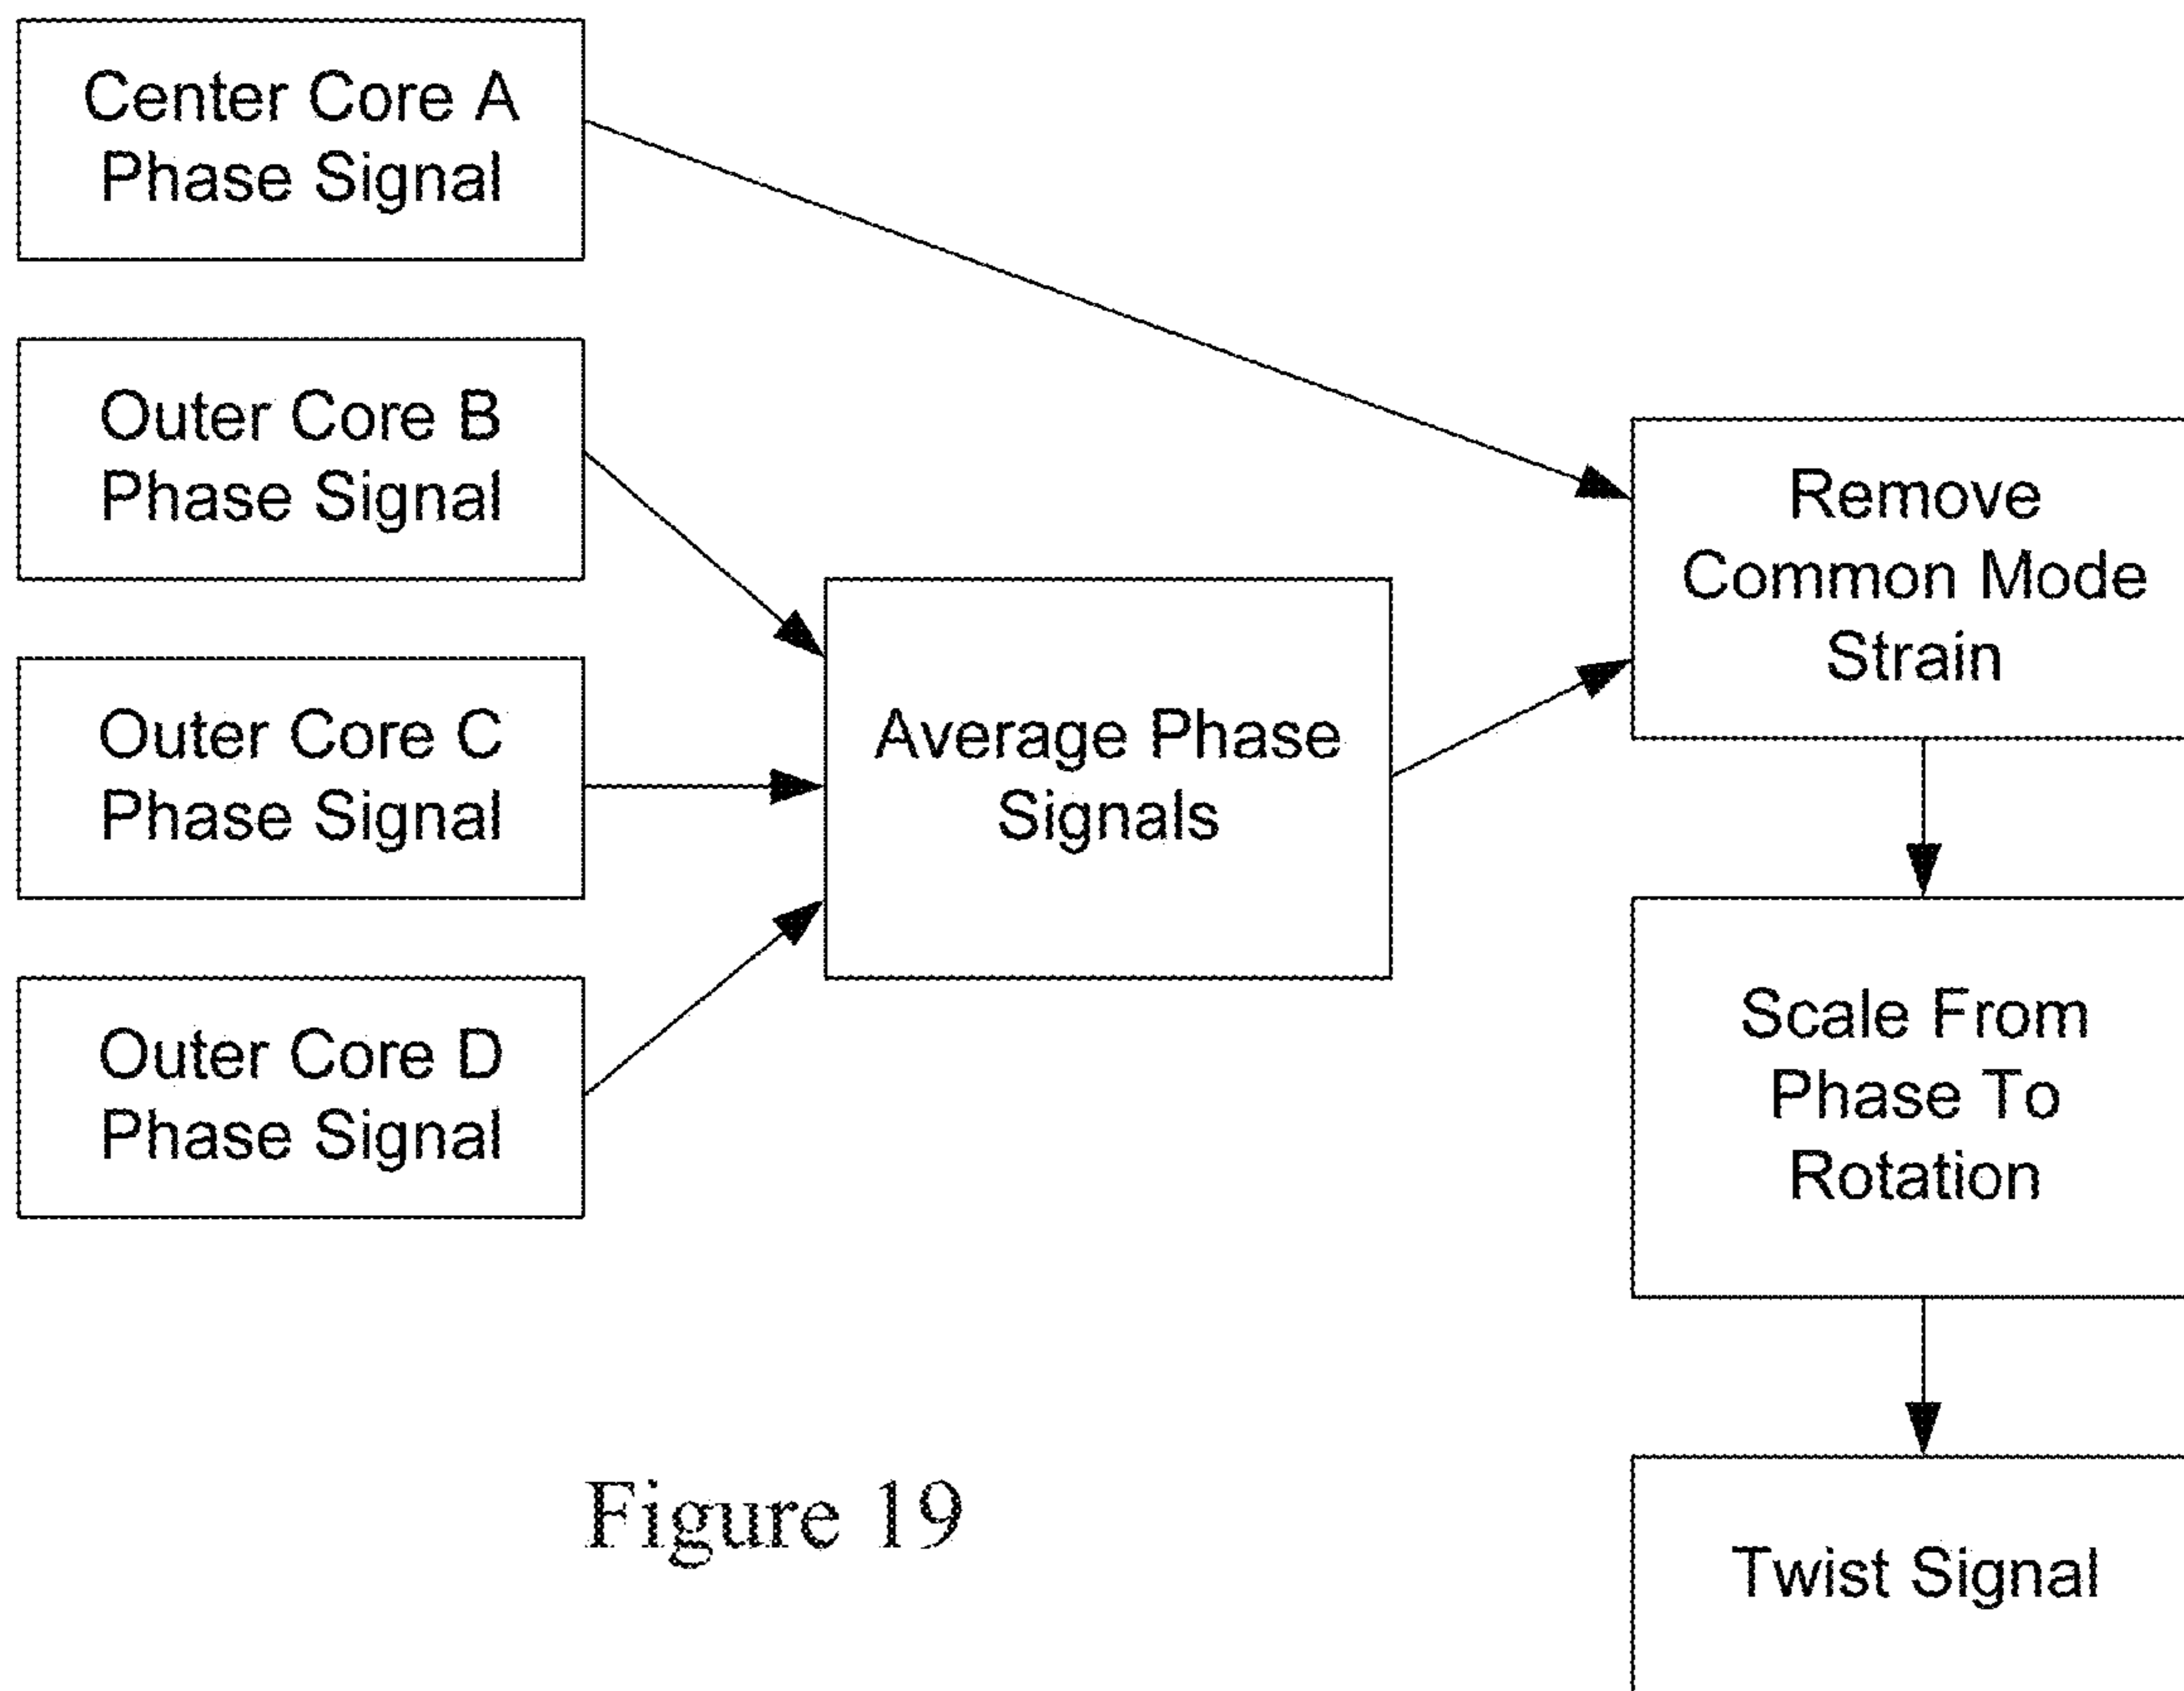 Center Core A
Phase Signal
Outer Core B
Phase Signal
Outer Core C
Phase Signal
Outer Core D
Phase Signal
Average Phase
Signals
Remove
Common Mode
Strain
Scale From
Phase To
Rotation
Twist Signal
Figure 19